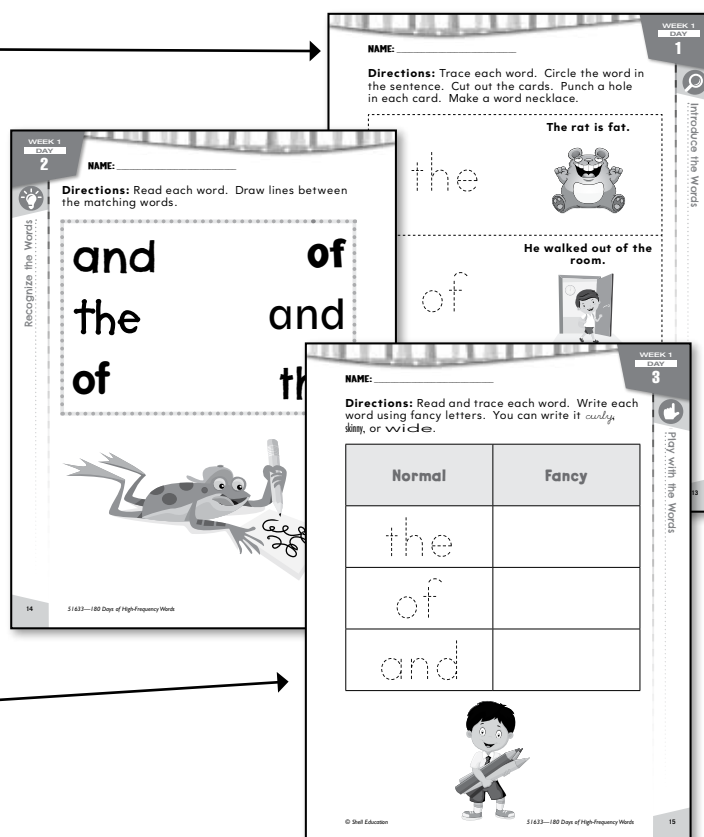 WEEK 1
DAY
1
NAME:
Directions: Trace each word. Circle the word in
the sentence. Cut out the cards. Punch a hole
in each card. Make a word necklace.
Introduce the Words
the
The rat is fat.
of
He walked out of the
room.
13
WEEK 1
DAY
2
NAME:
Directions: Read each word. Draw lines between
the matching words.
Recognize the Words
and
of
the
and
of
th
14
51633—180 Days of High-Frequency Words
WEEK 1
DAY
3
NAME:
Directions: Read and trace each word. Write each
word using fancy letters. You can write it curly,
skinny, or wide.
Play with the Words
Normal
Fancy
the
of
and
© Shell Education
51633—180 Days of High-Frequency Words
15